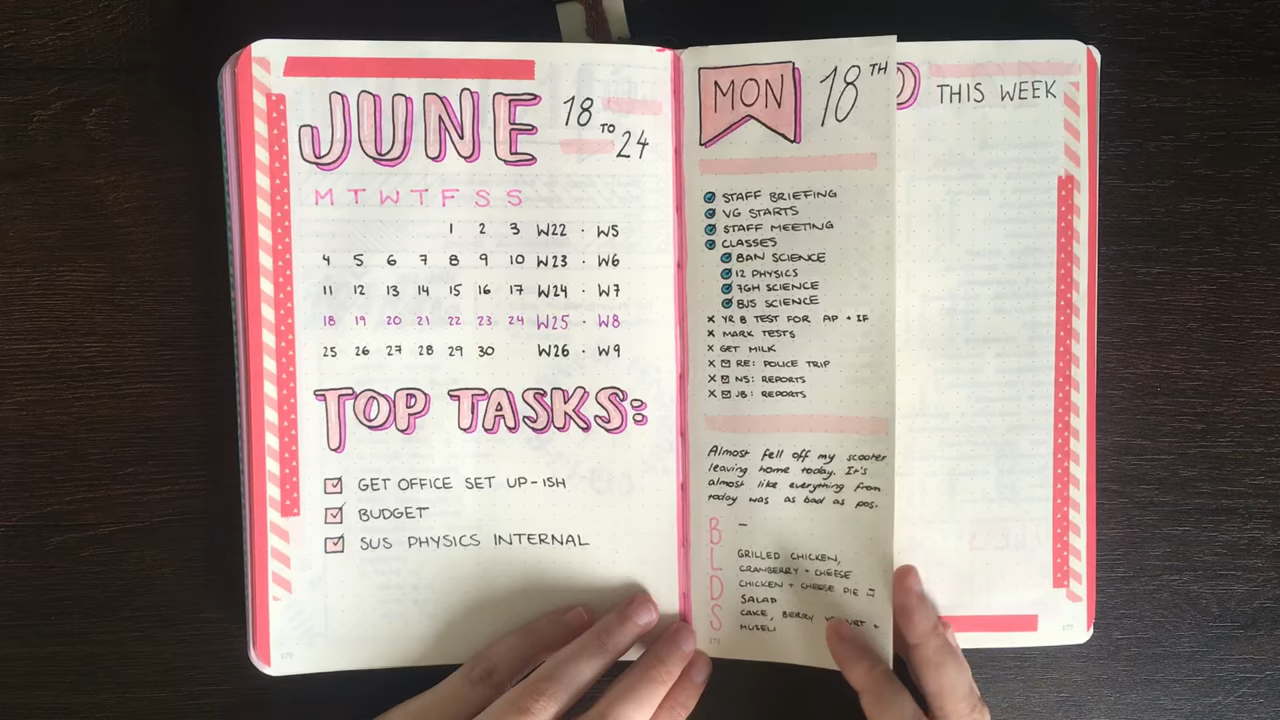 JUNE 18 TO 24
M T W T F S S
1 2 3 W22 · W5
4 5 6 7 8 9 10 W23 · W6
11 12 13 14 15 16 17 W24 · W7
18 19 20 21 22 23 24 W25 · W8
25 26 27 28 29 30 W26 · W9
TOP TASKS:
GET OFFICE SET UP-ISH
BUDGET
SUS PHYSICS INTERNAL
MON 18TH
STAFF BRIEFING
VG STARTS
STAFF MEETING
CLASSES
8AN SCIENCE
12 PHYSICS
7GH SCIENCE
8JS SCIENCE
X YR 8 TEST FOR AP + IF
X MARK TESTS
X GET MILK
X RE: POLICE TRIP
X NS: REPORTS
X JB: REPORTS
Almost fell off my scooter
leaving home today. It's
almost like everything from
today was as bad as pos.
B –
L GRILLED CHICKEN,
CRANBERRY + CHEESE
D CHICKEN + CHEESE PIE
SALAD
S CAKE, BERRY +
MUSELI
THIS WEEK